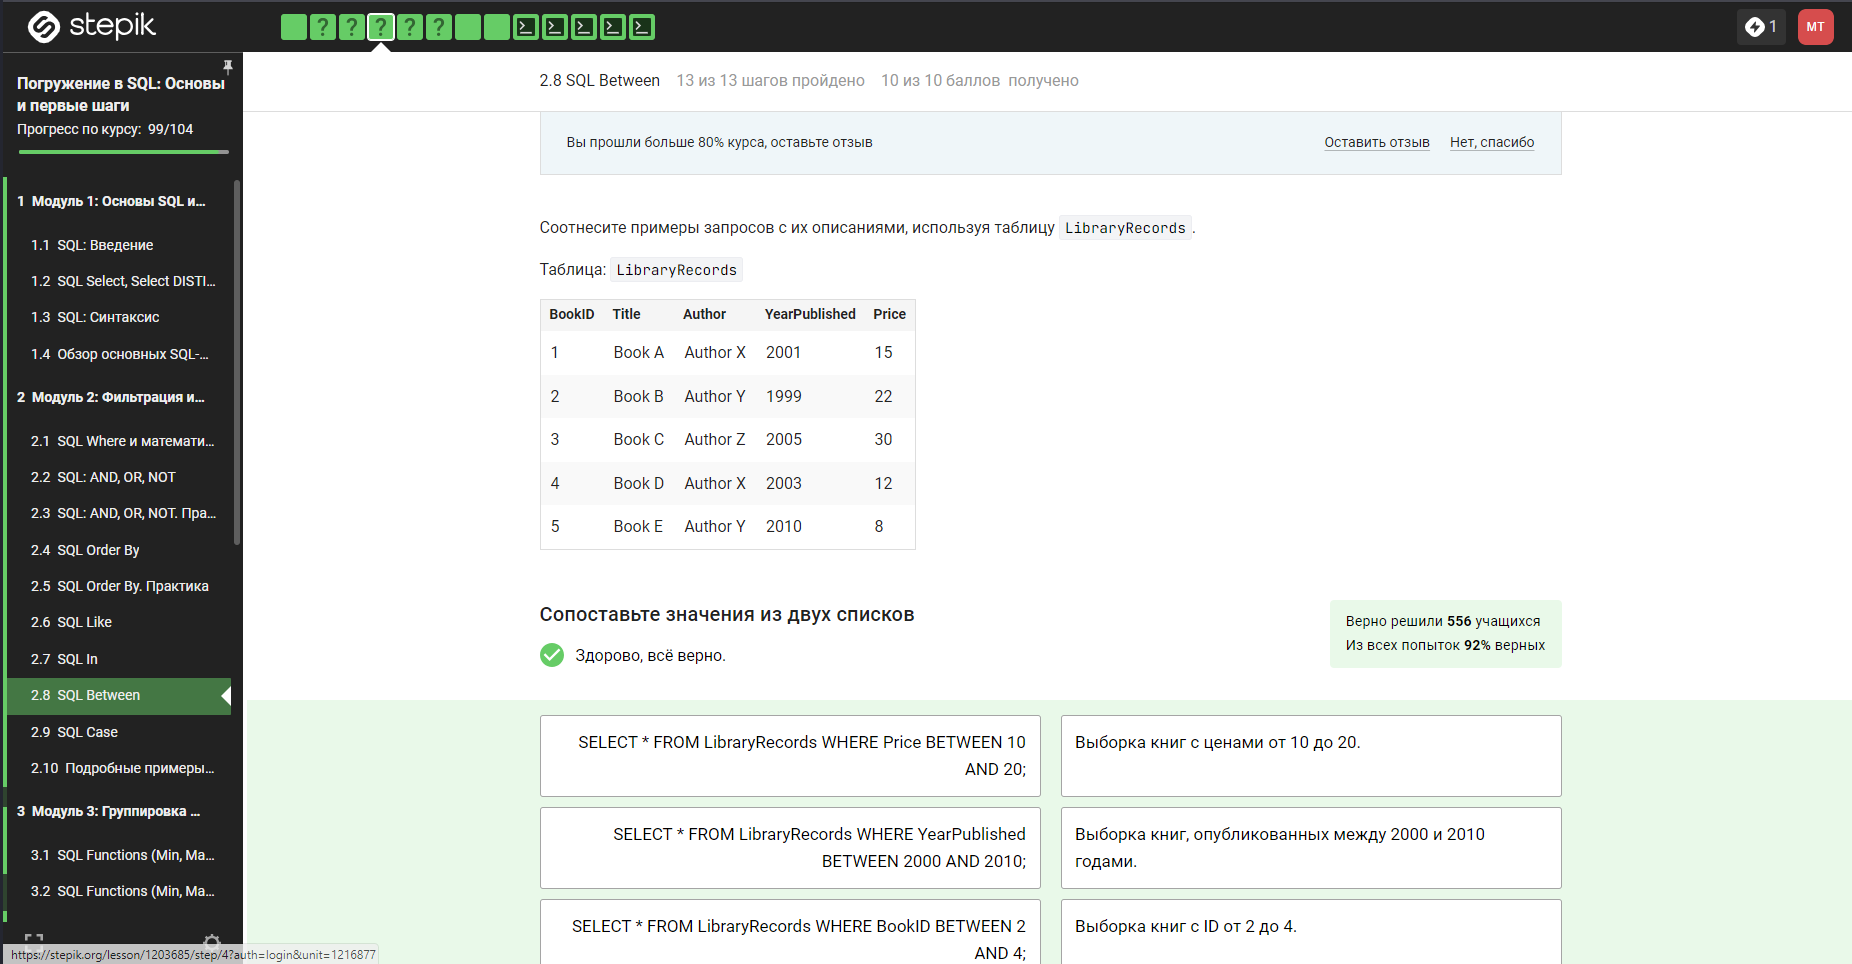 stepik
? ? ? ? ?
1
MT
Погружение в SQL: Основы
и первые шаги
Прогресс по курсу: 99/104
1 Модуль 1: Основы SQL и...
1.1 SQL: Введение
1.2 SQL Select, Select DISTI...
1.3 SQL: Синтаксис
1.4 Обзор основных SQL-...
2 Модуль 2: Фильтрация и...
2.1 SQL Where и математи...
2.2 SQL: AND, OR, NOT
2.3 SQL: AND, OR, NOT. Пра...
2.4 SQL Order By
2.5 SQL Order By. Практика
2.6 SQL Like
2.7 SQL In
2.8 SQL Between
2.9 SQL Case
2.10 Подробные примеры...
3 Модуль 3: Группировка ...
3.1 SQL Functions (Min, Ma...
3.2 SQL Functions (Min, Ma...
https://stepik.org/lesson/1203685/step/4?auth=login&unit=1216877
2.8 SQL Between 13 из 13 шагов пройдено 10 из 10 баллов получено
Вы прошли больше 80% курса, оставьте отзыв Оставить отзыв Нет, спасибо
Соотнесите примеры запросов с их описаниями, используя таблицу LibraryRecords.
Таблица: LibraryRecords
BookID Title Author YearPublished Price
1 Book A Author X 2001 15
2 Book B Author Y 1999 22
3 Book C Author Z 2005 30
4 Book D Author X 2003 12
5 Book E Author Y 2010 8
Сопоставьте значения из двух списков
Здорово, всё верно.
Верно решили 556 учащихся
Из всех попыток 92% верных
SELECT * FROM LibraryRecords WHERE Price BETWEEN 10
AND 20;
Выборка книг с ценами от 10 до 20.
SELECT * FROM LibraryRecords WHERE YearPublished
BETWEEN 2000 AND 2010;
Выборка книг, опубликованных между 2000 и 2010
годами.
SELECT * FROM LibraryRecords WHERE BookID BETWEEN 2
AND 4;
Выборка книг с ID от 2 до 4.